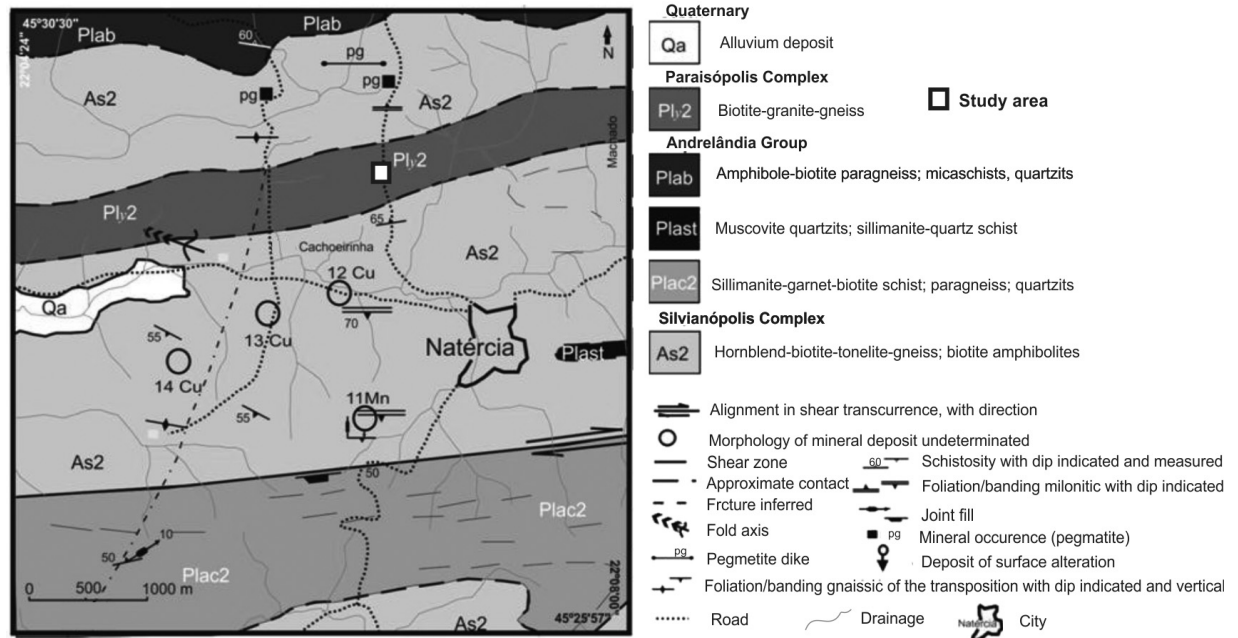 45°30'30"
Plab
Plab
60
N
22°04'24"
pg
pg
pg
As2
As2
Machado
Plγ2
Plγ2
65
Cachoeirinha
As2
12 Cu
Qa
70
13 Cu
55
Natércia
Plast
14 Cu
11Mn
55
As2
50
Plac2
10
50
Plac2
0 500 1000 m
As2
22°08'00"
45°25'57"
Quaternary
Qa Alluvium deposit
Paraisópolis Complex
Plγ2 Biotite-granite-gneiss
Study area
Andrelândia Group
Plab Amphibole-biotite paragneiss; micaschists, quartzits
Plast Muscovite quartzits; sillimanite-quartz schist
Plac2 Sillimanite-garnet-biotite schist; paragneiss; quartzits
Silvianópolis Complex
As2 Hornblend-biotite-tonelite-gneiss; biotite amphibolites
Alignment in shear transcurrence, with direction
Morphology of mineral deposit undeterminated
Shear zone
60 Schistosity with dip indicated and measured
Approximate contact
Foliation/banding milonitic with dip indicated
Frcture inferred
Joint fill
Fold axis
pg Mineral occurence (pegmatite)
pg Pegmetite dike
Deposit of surface alteration
Foliation/banding gnaissic of the transposition with dip indicated and vertical
Road
Drainage
Natércia City